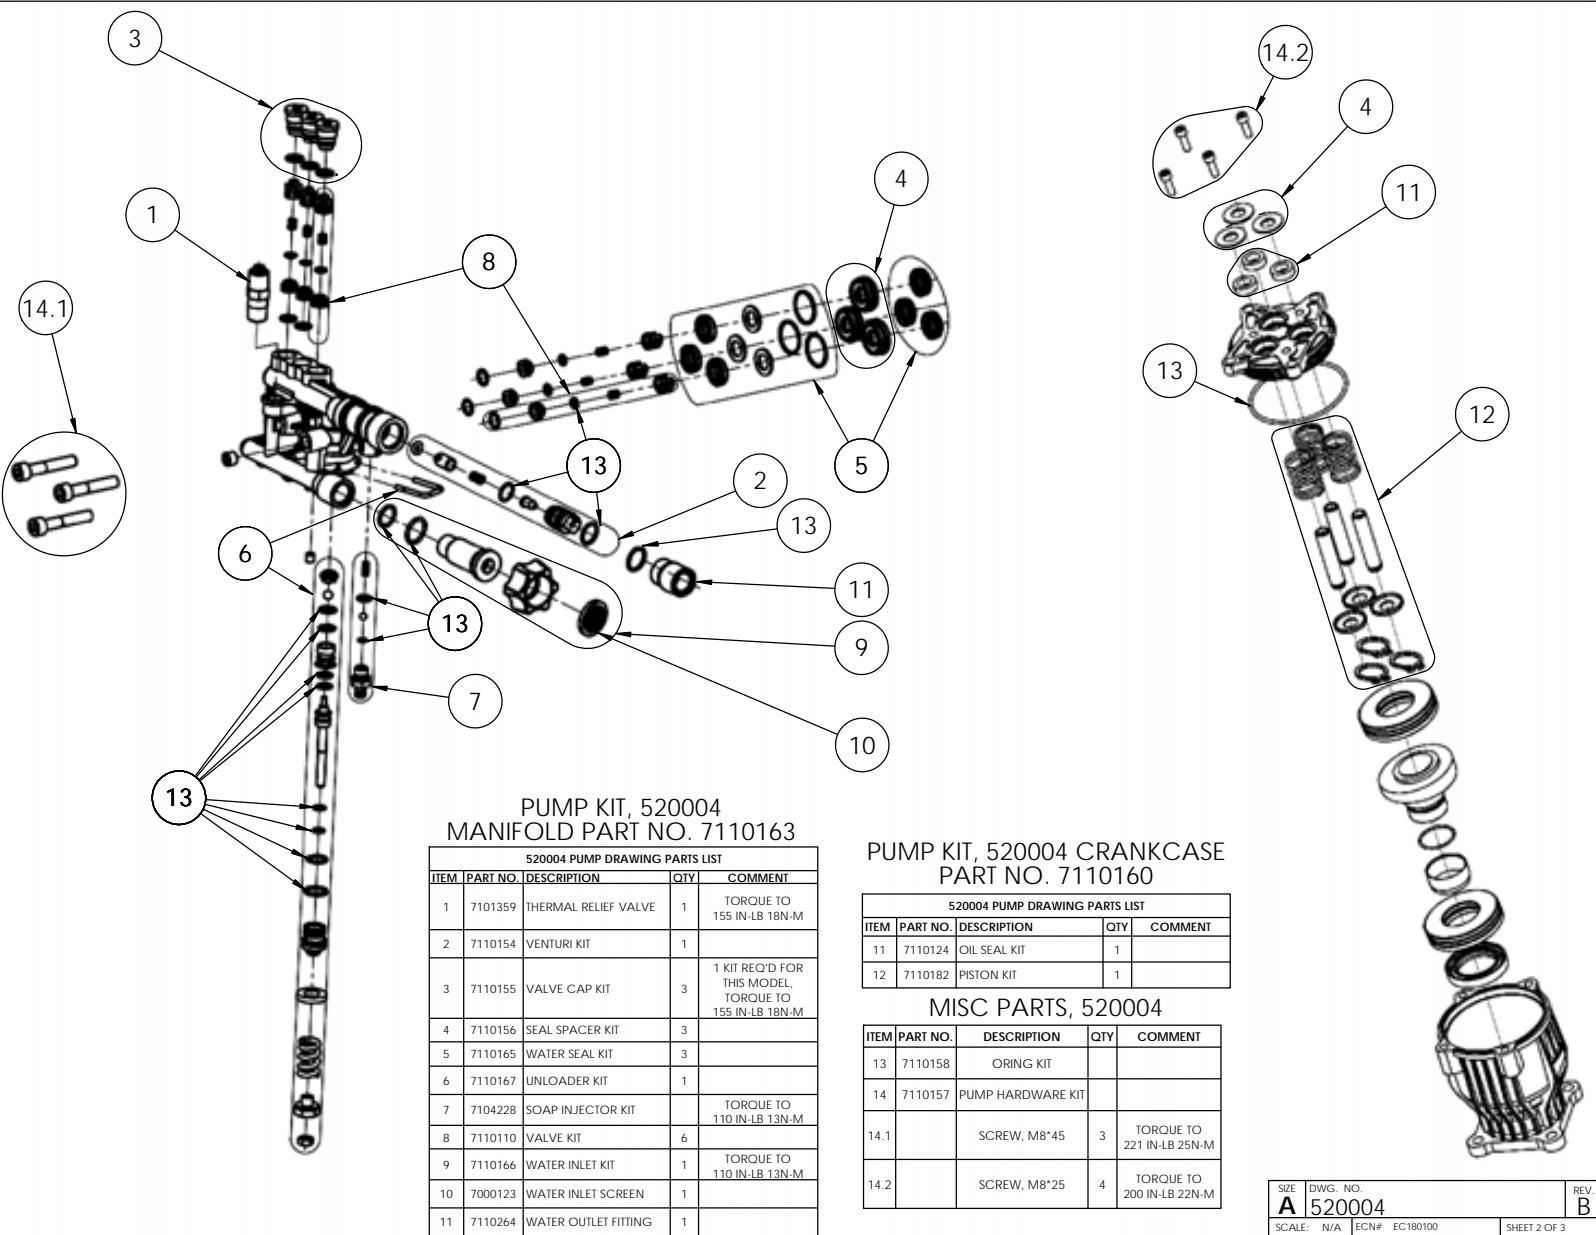 3
14.2
4
4
11
1
8
14.1
13
12
13
5
2
13
6
11
13
9
7
10
13
PUMP KIT, 520004
MANIFOLD PART NO. 7110163
520004 PUMP DRAWING PARTS LIST
ITEM PART NO. DESCRIPTION QTY COMMENT
1 7101359 THERMAL RELIEF VALVE 1 TORQUE TO
155 IN-LB 18N-M
2 7110154 VENTURI KIT 1
3 7110155 VALVE CAP KIT 3 1 KIT REQ'D FOR
THIS MODEL,
TORQUE TO
155 IN-LB 18N-M
4 7110156 SEAL SPACER KIT 3
5 7110165 WATER SEAL KIT 3
6 7110167 UNLOADER KIT 1
7 7104228 SOAP INJECTOR KIT TORQUE TO
110 IN-LB 13N-M
8 7110110 VALVE KIT 6
9 7110166 WATER INLET KIT 1 TORQUE TO
110 IN-LB 13N-M
10 7000123 WATER INLET SCREEN 1
11 7110264 WATER OUTLET FITTING 1
PUMP KIT, 520004 CRANKCASE
PART NO. 7110160
520004 PUMP DRAWING PARTS LIST
ITEM PART NO. DESCRIPTION QTY COMMENT
11 7110124 OIL SEAL KIT 1
12 7110182 PISTON KIT 1
MISC PARTS, 520004
ITEM PART NO. DESCRIPTION QTY COMMENT
13 7110158 ORING KIT
14 7110157 PUMP HARDWARE KIT
14.1 SCREW, M8*45 3 TORQUE TO
221 IN-LB 25N-M
14.2 SCREW, M8*25 4 TORQUE TO
200 IN-LB 22N-M
SIZE DWG. NO. REV.
A 520004 B
SCALE: N/A ECN# EC180100 SHEET 2 OF 3